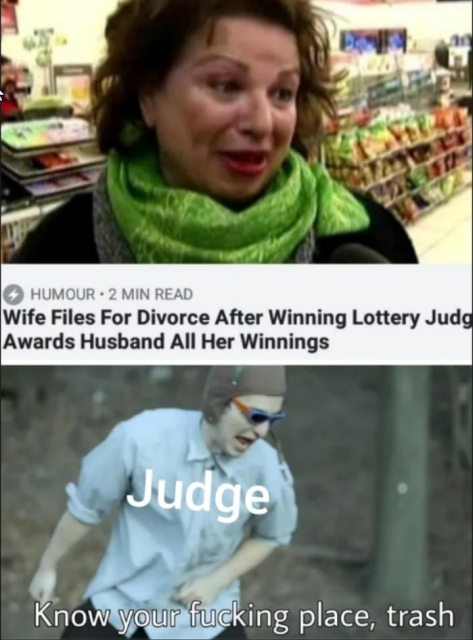 HUMOUR • 2 MIN READ
Wife Files For Divorce After Winning Lottery Judg
Awards Husband All Her Winnings
Judge
Know your fucking place, trash